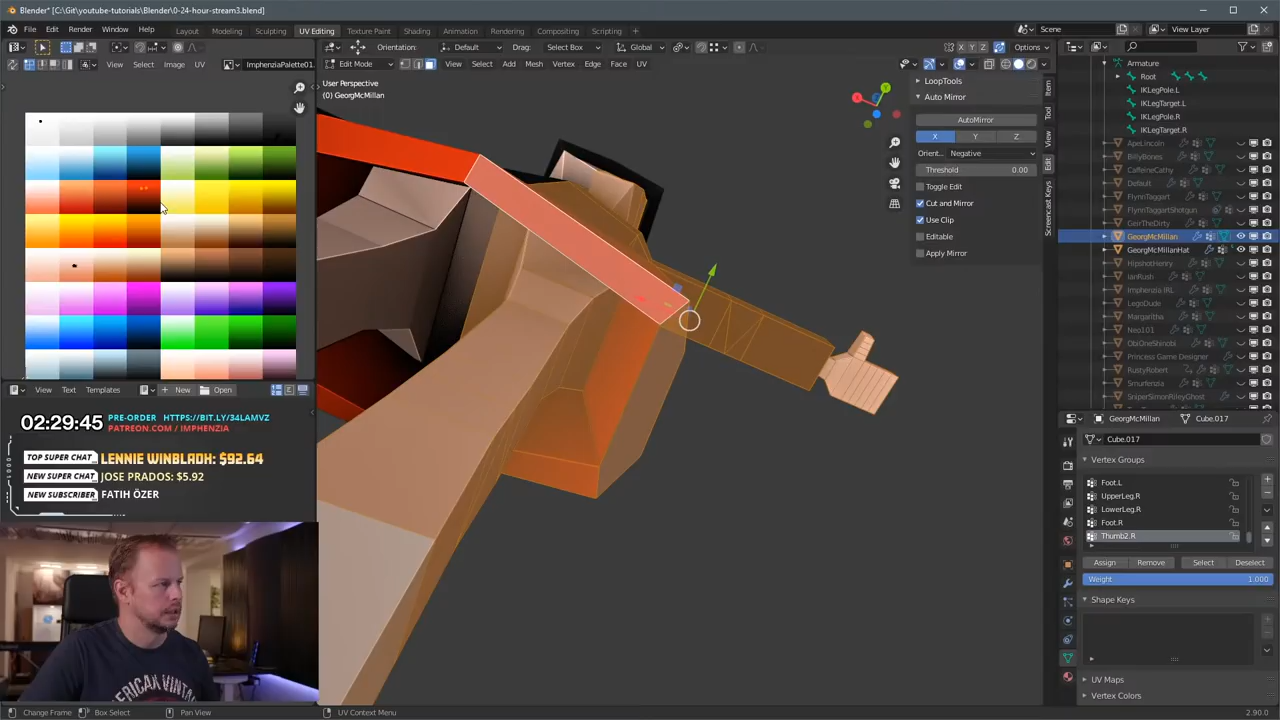 Blender* [C:\Git\youtube-tutorials\Blender\0-24-hour-stream3.blend]
File Edit Render Window Help Layout Modeling Sculpting UV Editing Texture Paint Shading Animation Rendering Compositing Scripting + Scene View Layer
Orientation: Default Drag: Select Box Global X Y Z Options
View Select Image UV ImphenziaPalette01. Edit Mode View Select Add Mesh Vertex Edge Face UV
User Perspective
(0) GeorgMcMillan
LoopTools
Auto Mirror
AutoMirror
X Y Z
Orient.. Negative
Threshold 0.00
Toggle Edit
Cut and Mirror
Use Clip
Editable
Apply Mirror
Item
Tool
View
Edit
Screencast Keys
Armature
Root
IKLegPole.L
IKLegTarget.L
IKLegPole.R
IKLegTarget.R
ApeLincoln
BillyBones
CaffeineCathy
Default
FlynnTaggart
FlynnTaggartShotgun
GeirTheDirty
GeorgMcMillan
GeorgMcMillanHat
HipshotHenry
IanRush
Imphenzia IRL
LegoDude
Margaritha
Neo101
ObiOneShinobi
Princess Game Designer
RustyRobert
Smurfenzia
SniperSimonRileyGhost
GeorgMcMillan Cube.017
Cube.017
Vertex Groups
Foot.L
UpperLeg.R
LowerLeg.R
Foot.R
Thumb2.R
Assign Remove Select Deselect
Weight 1.000
Shape Keys
UV Maps
Vertex Colors
View Text Templates + New Open
02:29:45 PRE-ORDER HTTPS://BIT.LY/34LAMVZ
PATREON.COM / IMPHENZIA
TOP SUPER CHAT LENNIE WINBLADH: $92.64
NEW SUPER CHAT JOSE PRADOS: $5.92
NEW SUBSCRIBER FATIH ÖZER
AMERICAN VINTAGE
Change Frame Box Select Pan View UV Context Menu 2.90.0